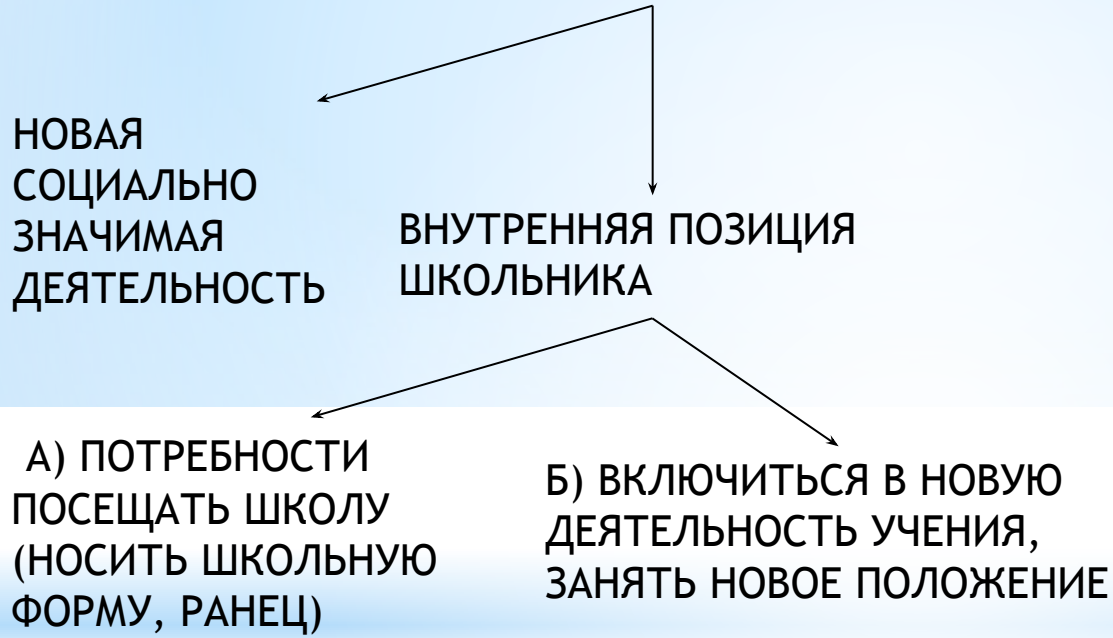 НОВАЯ
СОЦИАЛЬНО
ЗНАЧИМАЯ
ДЕЯТЕЛЬНОСТЬ
ВНУТРЕННЯЯ ПОЗИЦИЯ
ШКОЛЬНИКА
А) ПОТРЕБНОСТИ
ПОСЕЩАТЬ ШКОЛУ
(НОСИТЬ ШКОЛЬНУЮ
ФОРМУ, РАНЕЦ)
Б) ВКЛЮЧИТЬСЯ В НОВУЮ
ДЕЯТЕЛЬНОСТЬ УЧЕНИЯ,
ЗАНЯТЬ НОВОЕ ПОЛОЖЕНИЕ